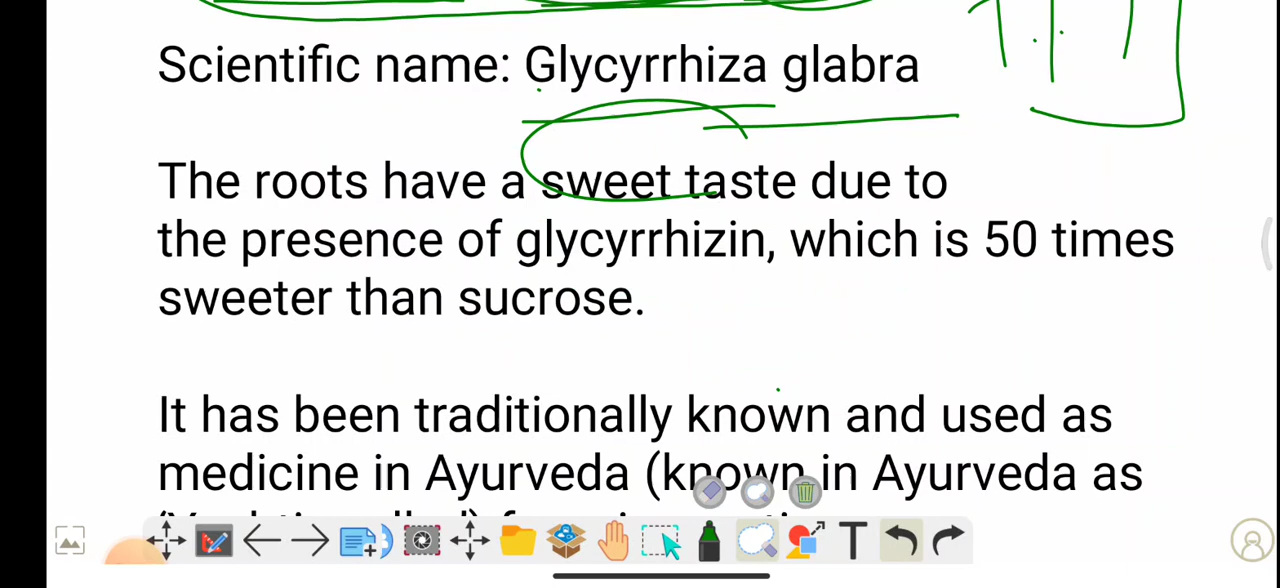 Scientific name: Glycyrrhiza glabra
The roots have a sweet taste due to
the presence of glycyrrhizin, which is 50 times
sweeter than sucrose.
It has been traditionally known and used as
medicine in Ayurveda (known in Ayurveda as
T